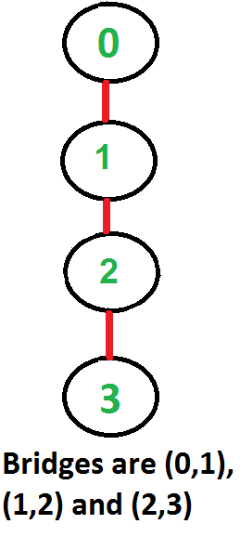 0
1
2
3
Bridges are (0,1),
(1,2) and (2,3)